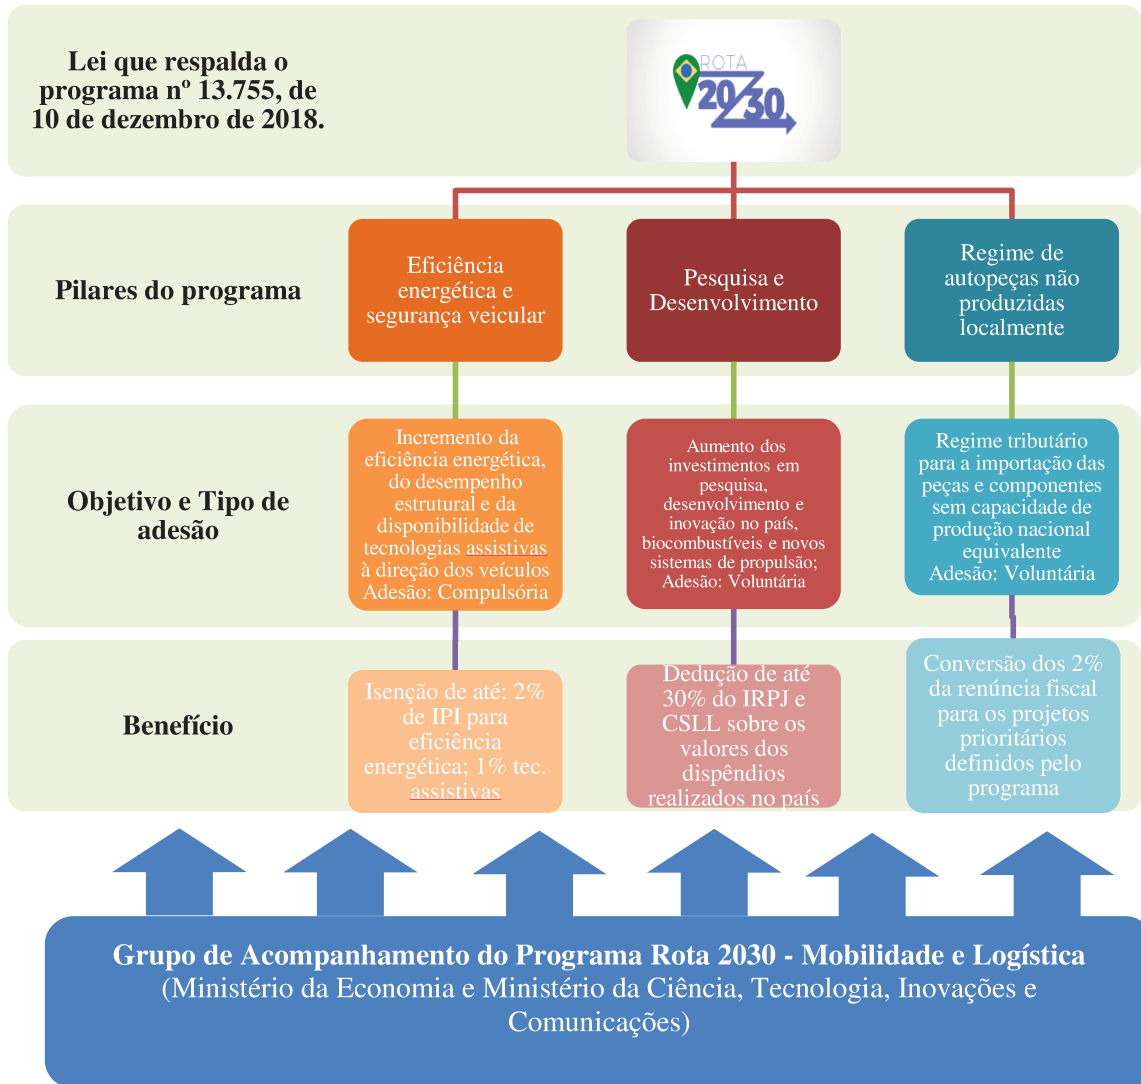 Lei que respalda o
programa nº 13.755, de
10 de dezembro de 2018.
ROTA
2030
Pilares do programa
Eficiência
energética e
segurança veicular
Pesquisa e
Desenvolvimento
Regime de
autopeças não
produzidas
localmente
Objetivo e Tipo de
adesão
Incremento da
eficiência energética,
do desempenho
estrutural e da
disponibilidade de
tecnologias assistivas
à direção dos veículos
Adesão: Compulsória
Aumento dos
investimentos em
pesquisa,
desenvolvimento e
inovação no país,
biocombustíveis e novos
sistemas de propulsão;
Adesão: Voluntária
Regime tributário
para a importação das
peças e componentes
sem capacidade de
produção nacional
equivalente
Adesão: Voluntária
Benefício
Isenção de até: 2%
de IPI para
eficiência
energética; 1% tec.
assistivas
Dedução de até
30% do IRPJ e
CSLL sobre os
valores dos
dispêndios
realizados no país
Conversão dos 2%
da renúncia fiscal
para os projetos
prioritários
definidos pelo
programa
Grupo de Acompanhamento do Programa Rota 2030 - Mobilidade e Logística
(Ministério da Economia e Ministério da Ciência, Tecnologia, Inovações e
Comunicações)